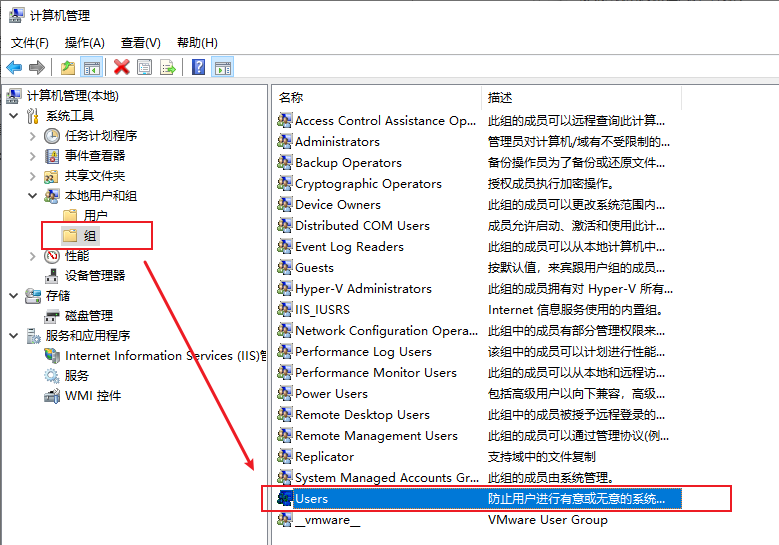 计算机管理
文件(F) 操作(A) 查看(V) 帮助(H)
计算机管理(本地)
系统工具
任务计划程序
事件查看器
共享文件夹
本地用户和组
用户
组
性能
设备管理器
存储
磁盘管理
服务和应用程序
Internet Information Services (IIS)管
服务
WMI 控件
名称 描述
Access Control Assistance Op... 此组的成员可以远程查询此计算...
Administrators 管理员对计算机/域有不受限制的...
Backup Operators 备份操作员为了备份或还原文件...
Cryptographic Operators 授权成员执行加密操作。
Device Owners 此组的成员可以更改系统范围内...
Distributed COM Users 成员允许启动、激活和使用此计...
Event Log Readers 此组的成员可以从本地计算机中...
Guests 按默认值，来宾跟用户组的成员...
Hyper-V Administrators 此组的成员拥有对 Hyper-V 所有...
IIS_IUSRS Internet 信息服务使用的内置组。
Network Configuration Opera... 此组中的成员有部分管理权限来...
Performance Log Users 该组中的成员可以计划进行性能...
Performance Monitor Users 此组的成员可以从本地和远程访...
Power Users 包括高级用户以向下兼容，高级...
Remote Desktop Users 此组中的成员被授予远程登录的...
Remote Management Users 此组的成员可以通过管理协议(例...
Replicator 支持域中的文件复制
System Managed Accounts Gr... 此组的成员由系统管理。
Users 防止用户进行有意或无意的系统...
__vmware__ VMware User Group